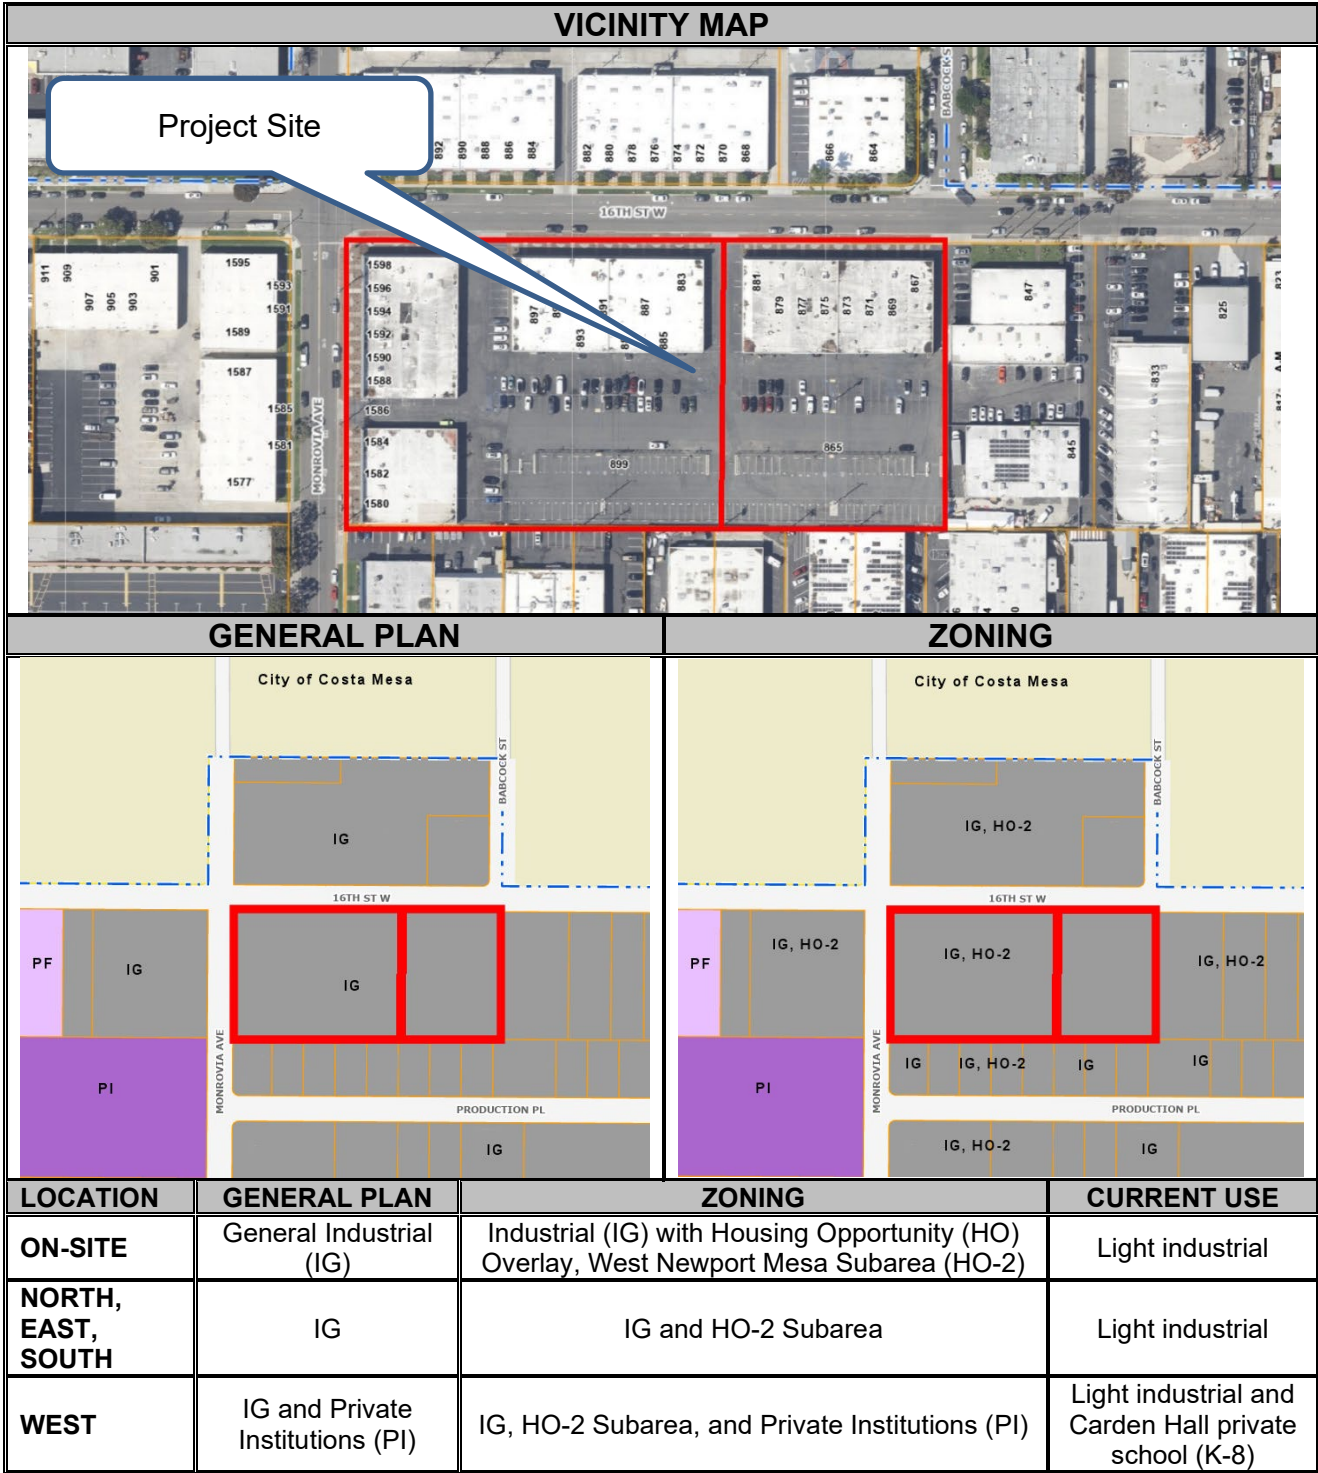 VICINITY MAP
Project Site
892
890
888
886
884
882
880
878
876
874
872
870
868
866
864
BABCOCK S
16TH ST W
911
909
907
905
903
901
1595
1593
1591
1589
1587
1585
1581
1577
MONROVIA AVE
1598
1596
1594
1592
1590
1588
1586
1584
1582
1580
897
893
891
887
885
883
899
881
879
877
875
873
871
869
867
865
847
845
833
825
823
GENERAL PLAN
ZONING
City of Costa Mesa
BABCOCK ST
IG
16TH ST W
PF
IG
IG
MONROVIA AVE
PI
PRODUCTION PL
IG
City of Costa Mesa
BABCOCK ST
IG, HO-2
16TH ST W
PF
IG, HO-2
IG, HO-2
IG, HO-2
MONROVIA AVE
IG
IG, HO-2
IG
IG
PI
PRODUCTION PL
IG, HO-2
IG
LOCATION
GENERAL PLAN
ZONING
CURRENT USE
ON-SITE
General Industrial
(IG)
Industrial (IG) with Housing Opportunity (HO)
Overlay, West Newport Mesa Subarea (HO-2)
Light industrial
NORTH,
EAST,
SOUTH
IG
IG and HO-2 Subarea
Light industrial
WEST
IG and Private
Institutions (PI)
IG, HO-2 Subarea, and Private Institutions (PI)
Light industrial and
Carden Hall private
school (K-8)